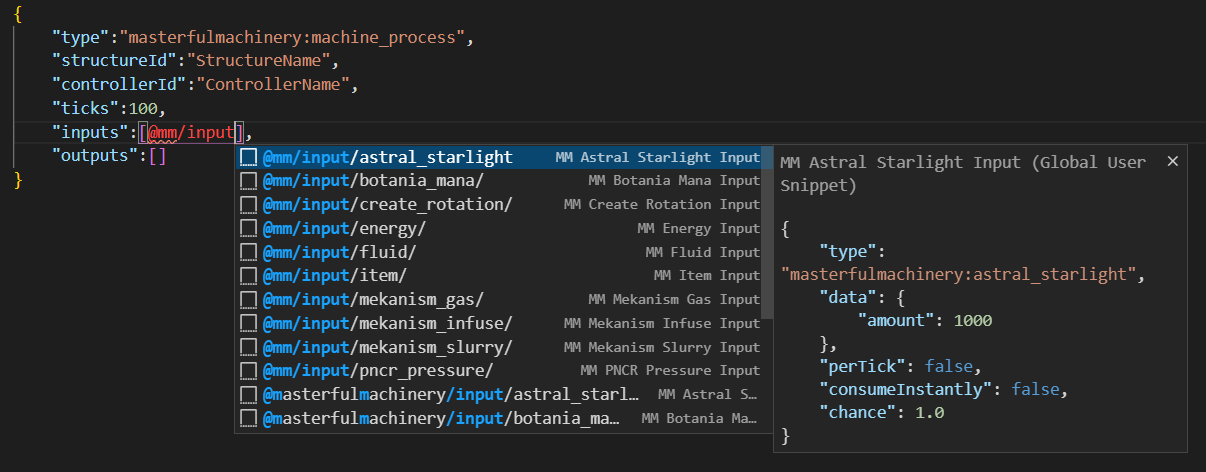 {
"type":"masterfulmachinery:machine_process",
"structureId":"StructureName",
"controllerId":"ControllerName",
"ticks":100,
"inputs":[@mm/input],
"outputs":[]
}
@mm/input/astral_starlight MM Astral Starlight Input
@mm/input/botania_mana/ MM Botania Mana Input
@mm/input/create_rotation/ MM Create Rotation Input
@mm/input/energy/ MM Energy Input
@mm/input/fluid/ MM Fluid Input
@mm/input/item/ MM Item Input
@mm/input/mekanism_gas/ MM Mekanism Gas Input
@mm/input/mekanism_infuse/ MM Mekanism Infuse Input
@mm/input/mekanism_slurry/ MM Mekanism Slurry Input
@mm/input/pncr_pressure/ MM PNCR Pressure Input
@masterfulmachinery/input/astral_starl… MM Astral S…
@masterfulmachinery/input/botania_ma… MM Botania Ma…
MM Astral Starlight Input (Global User
Snippet)
{
"type":
"masterfulmachinery:astral_starlight",
"data": {
"amount": 1000
},
"perTick": false,
"consumeInstantly": false,
"chance": 1.0
}